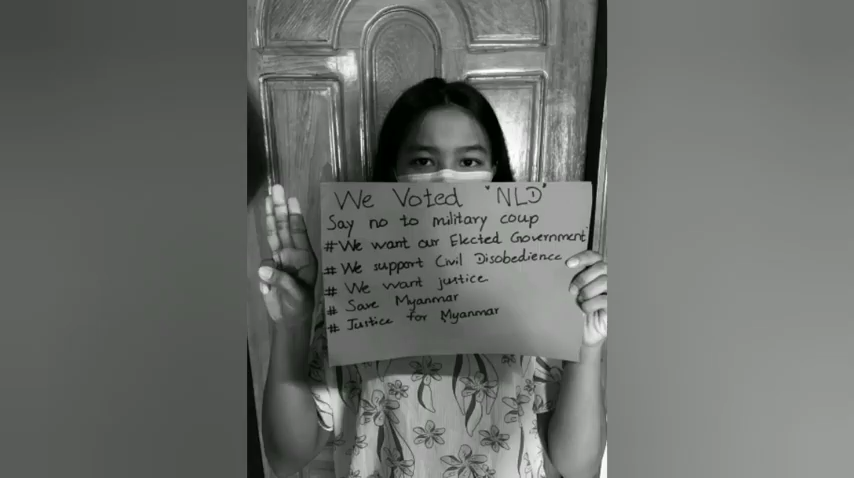 We Voted "NLD"
Say no to military coup
#We want our Elected Government
# We support Civil Disobedience
# We want justice
# Save Myanmar
# Justice for Myanmar